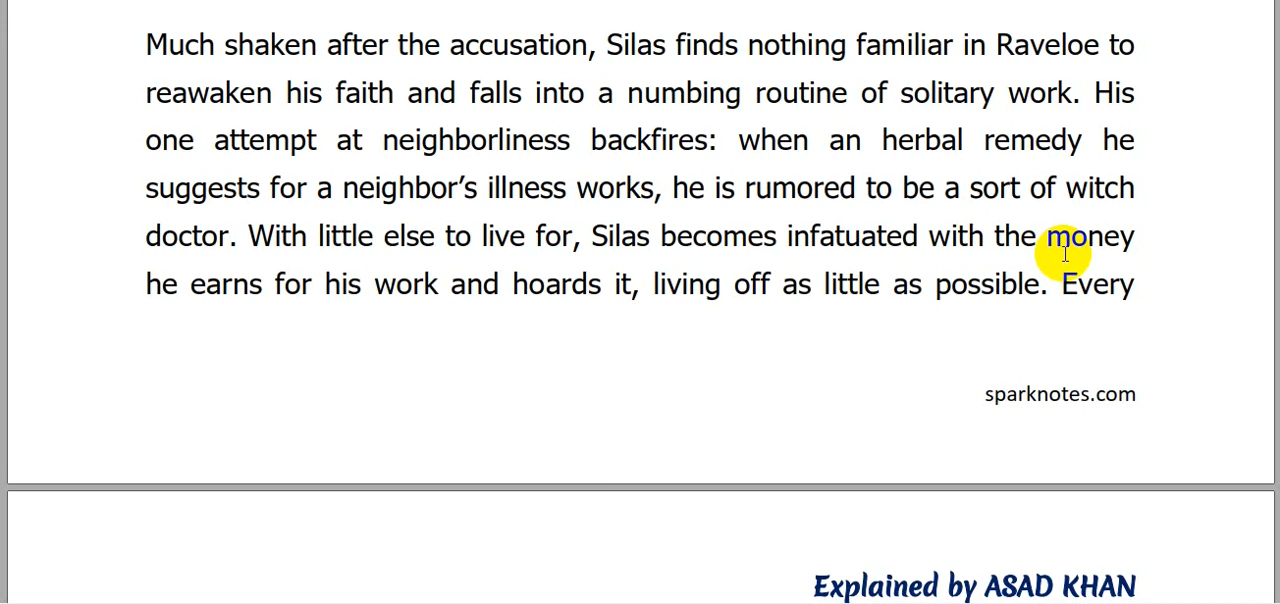 Much shaken after the accusation, Silas finds nothing familiar in Raveloe to
reawaken his faith and falls into a numbing routine of solitary work. His
one attempt at neighborliness backfires: when an herbal remedy he
suggests for a neighbor’s illness works, he is rumored to be a sort of witch
doctor. With little else to live for, Silas becomes infatuated with the money
he earns for his work and hoards it, living off as little as possible. Every
sparknotes.com
Explained by ASAD KHAN